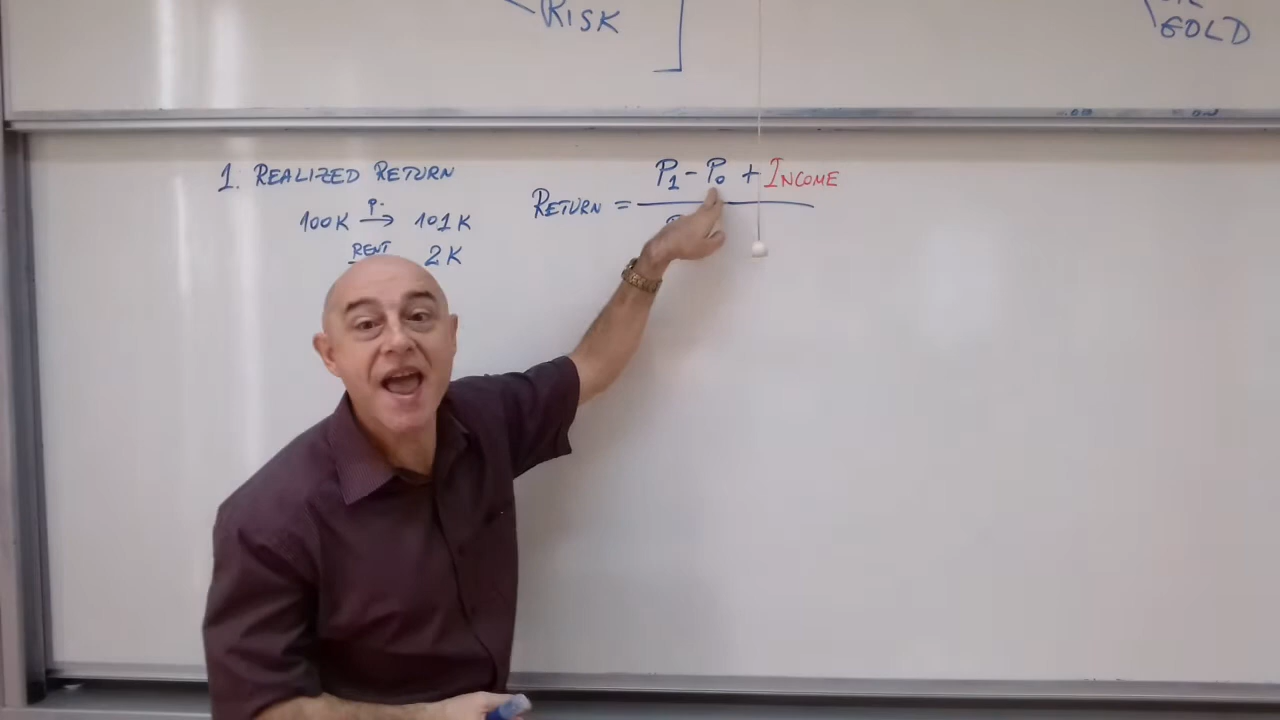 RISK
GOLD
1. REALIZED RETURN
P1 - P0 + INCOME
RETURN =
100K P. → 101K
RENT 2K